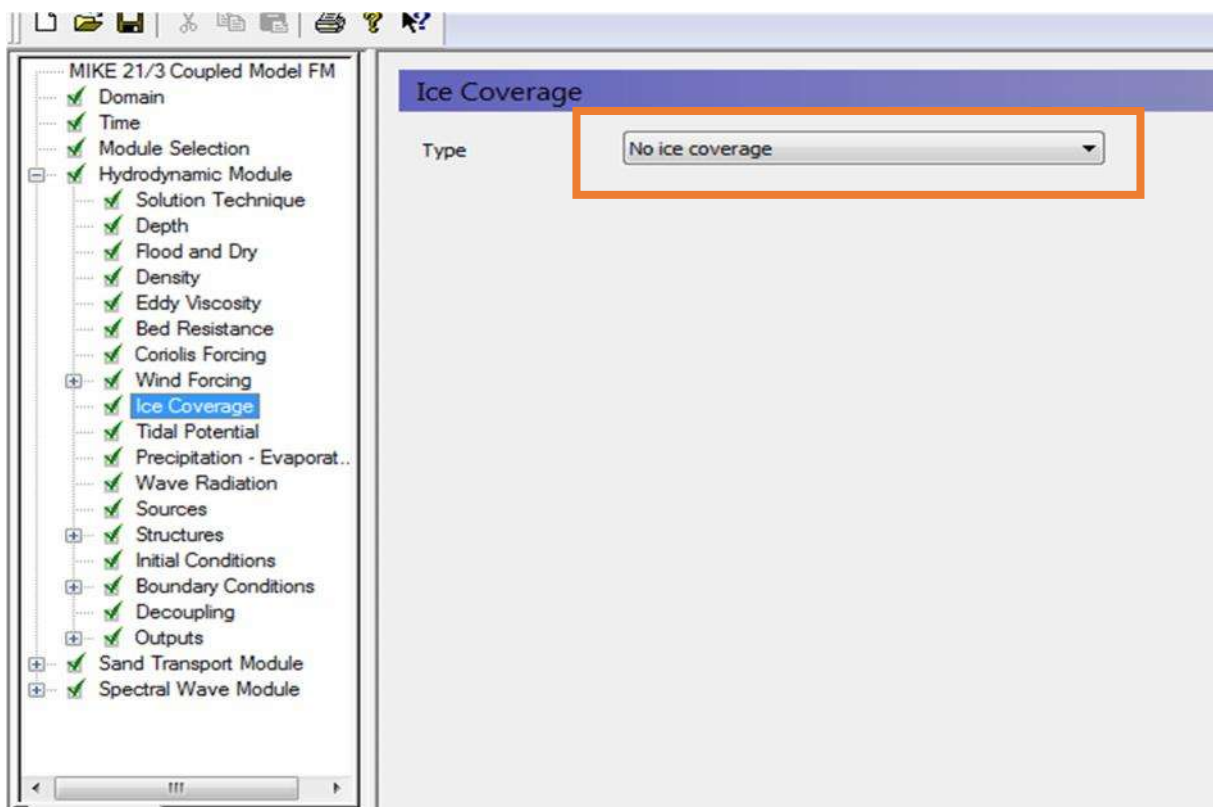 MIKE 21/3 Coupled Model FM
Domain
Time
Module Selection
Hydrodynamic Module
Solution Technique
Depth
Flood and Dry
Density
Eddy Viscosity
Bed Resistance
Coriolis Forcing
Wind Forcing
Ice Coverage
Tidal Potential
Precipitation - Evaporat..
Wave Radiation
Sources
Structures
Initial Conditions
Boundary Conditions
Decoupling
Outputs
Sand Transport Module
Spectral Wave Module
Ice Coverage
Type No ice coverage